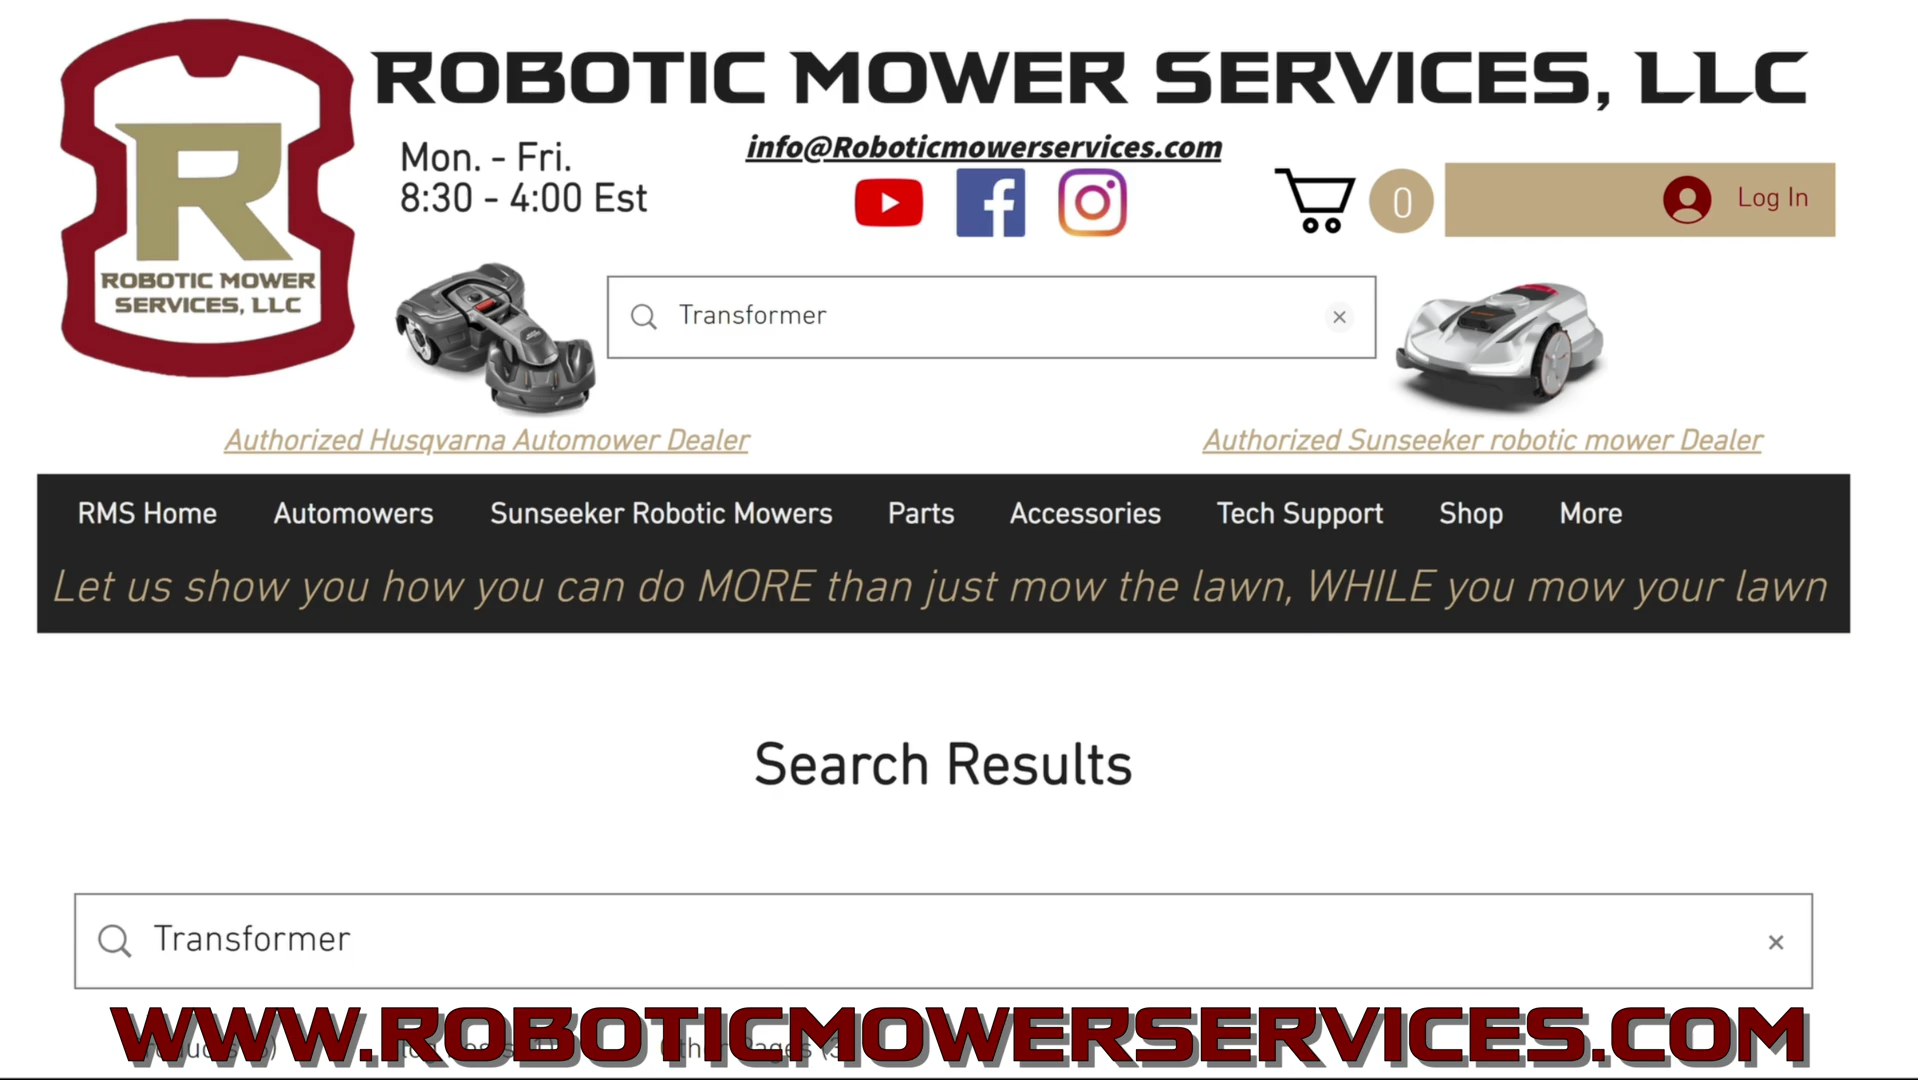 ROBOTIC MOWER SERVICES, LLC
Mon. - Fri.
8:30 - 4:00 Est
info@Roboticmowerservices.com
0
Log In
R
ROBOTIC MOWER
SERVICES, LLC
Transformer
Authorized Husqvarna Automower Dealer
Authorized Sunseeker robotic mower Dealer
RMS Home Automowers Sunseeker Robotic Mowers Parts Accessories Tech Support Shop More
Let us show you how you can do MORE than just mow the lawn, WHILE you mow your lawn
Search Results
Transformer
WWW.ROBOTICMOWERSERVICES.COM